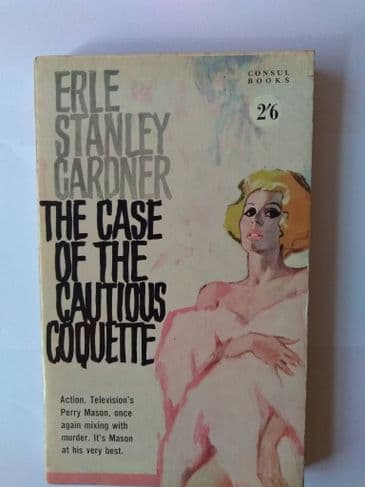 ERLE
STANLEY
GARDNER
CONSUL
BOOKS
2'6
THE CASE
OF THE
CAUTIOUS
COQUETTE
Action. Television's
Perry Mason, once
again mixing with
murder. It's Mason
at his very best.